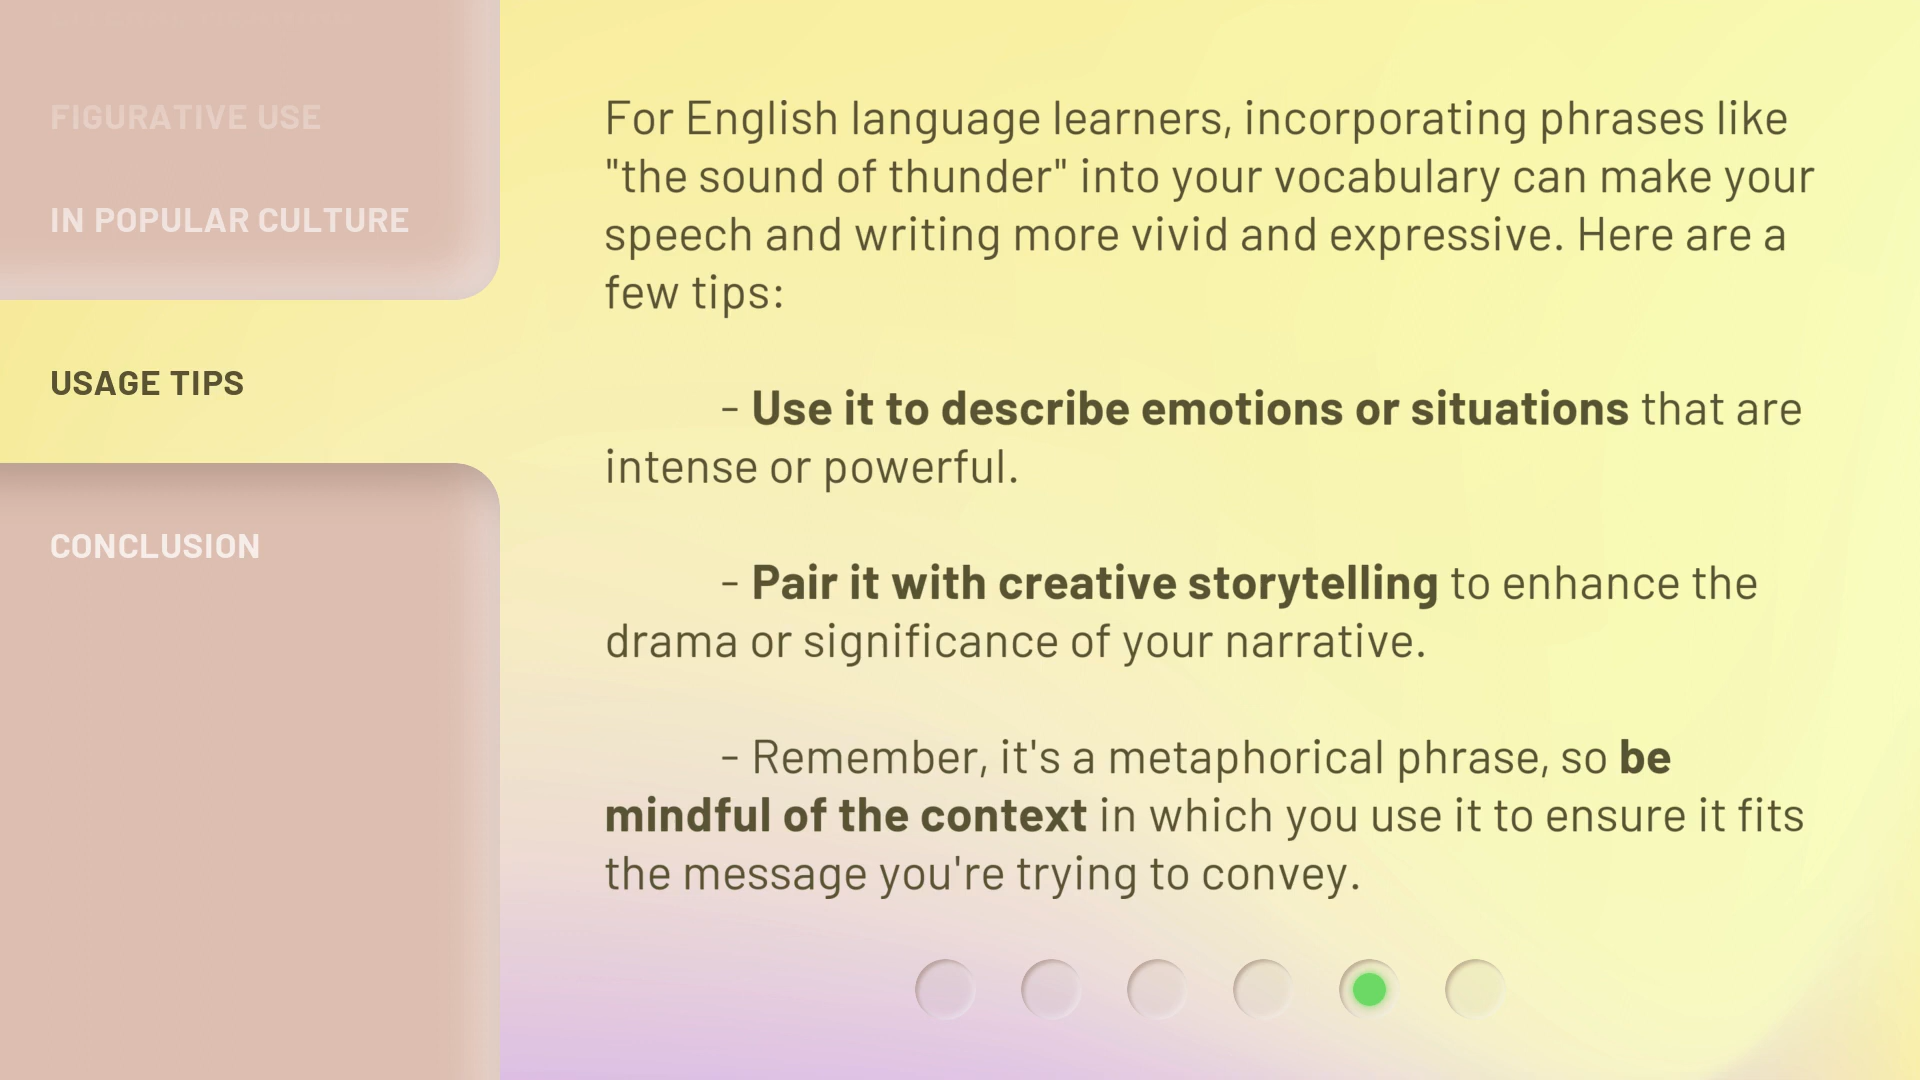 FIGURATIVE USE
IN POPULAR CULTURE
USAGE TIPS
CONCLUSION
For English language learners, incorporating phrases like
"the sound of thunder" into your vocabulary can make your
speech and writing more vivid and expressive. Here are a
few tips:
- Use it to describe emotions or situations that are
intense or powerful.
- Pair it with creative storytelling to enhance the
drama or significance of your narrative.
- Remember, it's a metaphorical phrase, so be
mindful of the context in which you use it to ensure it fits
the message you're trying to convey.